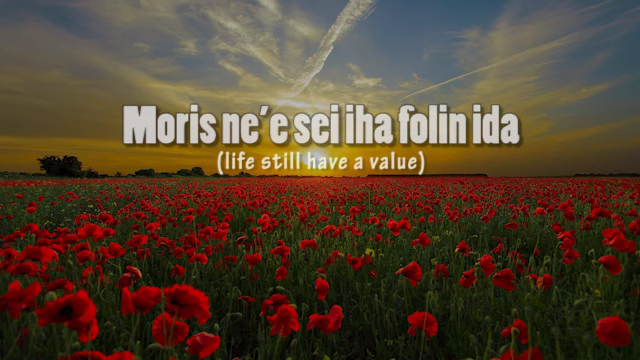 Moris ne'e sei iha folin ida
(life still have a value)